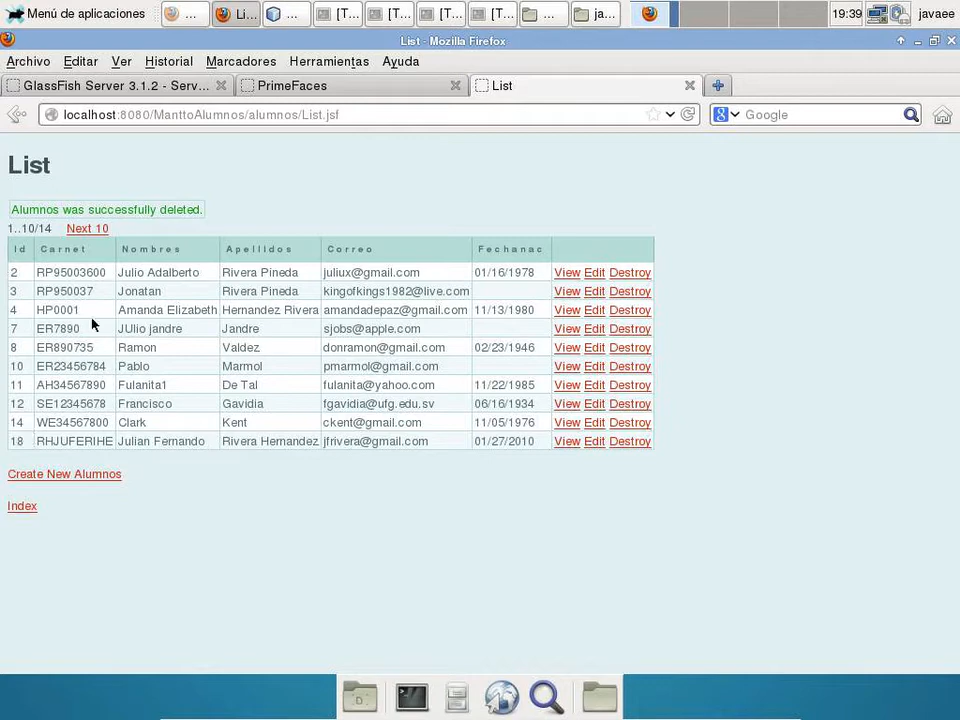 Menú de aplicaciones ... Li... ... [T... [T... [T... [T... ... ja... 19:39 javaee
List - Mozilla Firefox
Archivo Editar Ver Historial Marcadores Herramientas Ayuda
GlassFish Server 3.1.2 - Serv... PrimeFaces List
localhost:8080/ManttoAlumnos/alumnos/List.jsf 8 Google
List
Alumnos was successfully deleted.
1..10/14 Next 10
Id Carnet Nombres Apellidos Correo Fechanac
2 RP95003600 Julio Adalberto Rivera Pineda juliux@gmail.com 01/16/1978 View Edit Destroy
3 RP950037 Jonatan Rivera Pineda kingofkings1982@live.com View Edit Destroy
4 HP0001 Amanda Elizabeth Hernandez Rivera amandadepaz@gmail.com 11/13/1980 View Edit Destroy
7 ER7890 JUlio jandre Jandre sjobs@apple.com View Edit Destroy
8 ER890735 Ramon Valdez donramon@gmail.com 02/23/1946 View Edit Destroy
10 ER23456784 Pablo Marmol pmarmol@gmail.com View Edit Destroy
11 AH34567890 Fulanita1 De Tal fulanita@yahoo.com 11/22/1985 View Edit Destroy
12 SE12345678 Francisco Gavidia fgavidia@ufg.edu.sv 06/16/1934 View Edit Destroy
14 WE34567800 Clark Kent ckent@gmail.com 11/05/1976 View Edit Destroy
18 RHJUFERIHE Julian Fernando Rivera Hernandez jfrivera@gmail.com 01/27/2010 View Edit Destroy
Create New Alumnos
Index